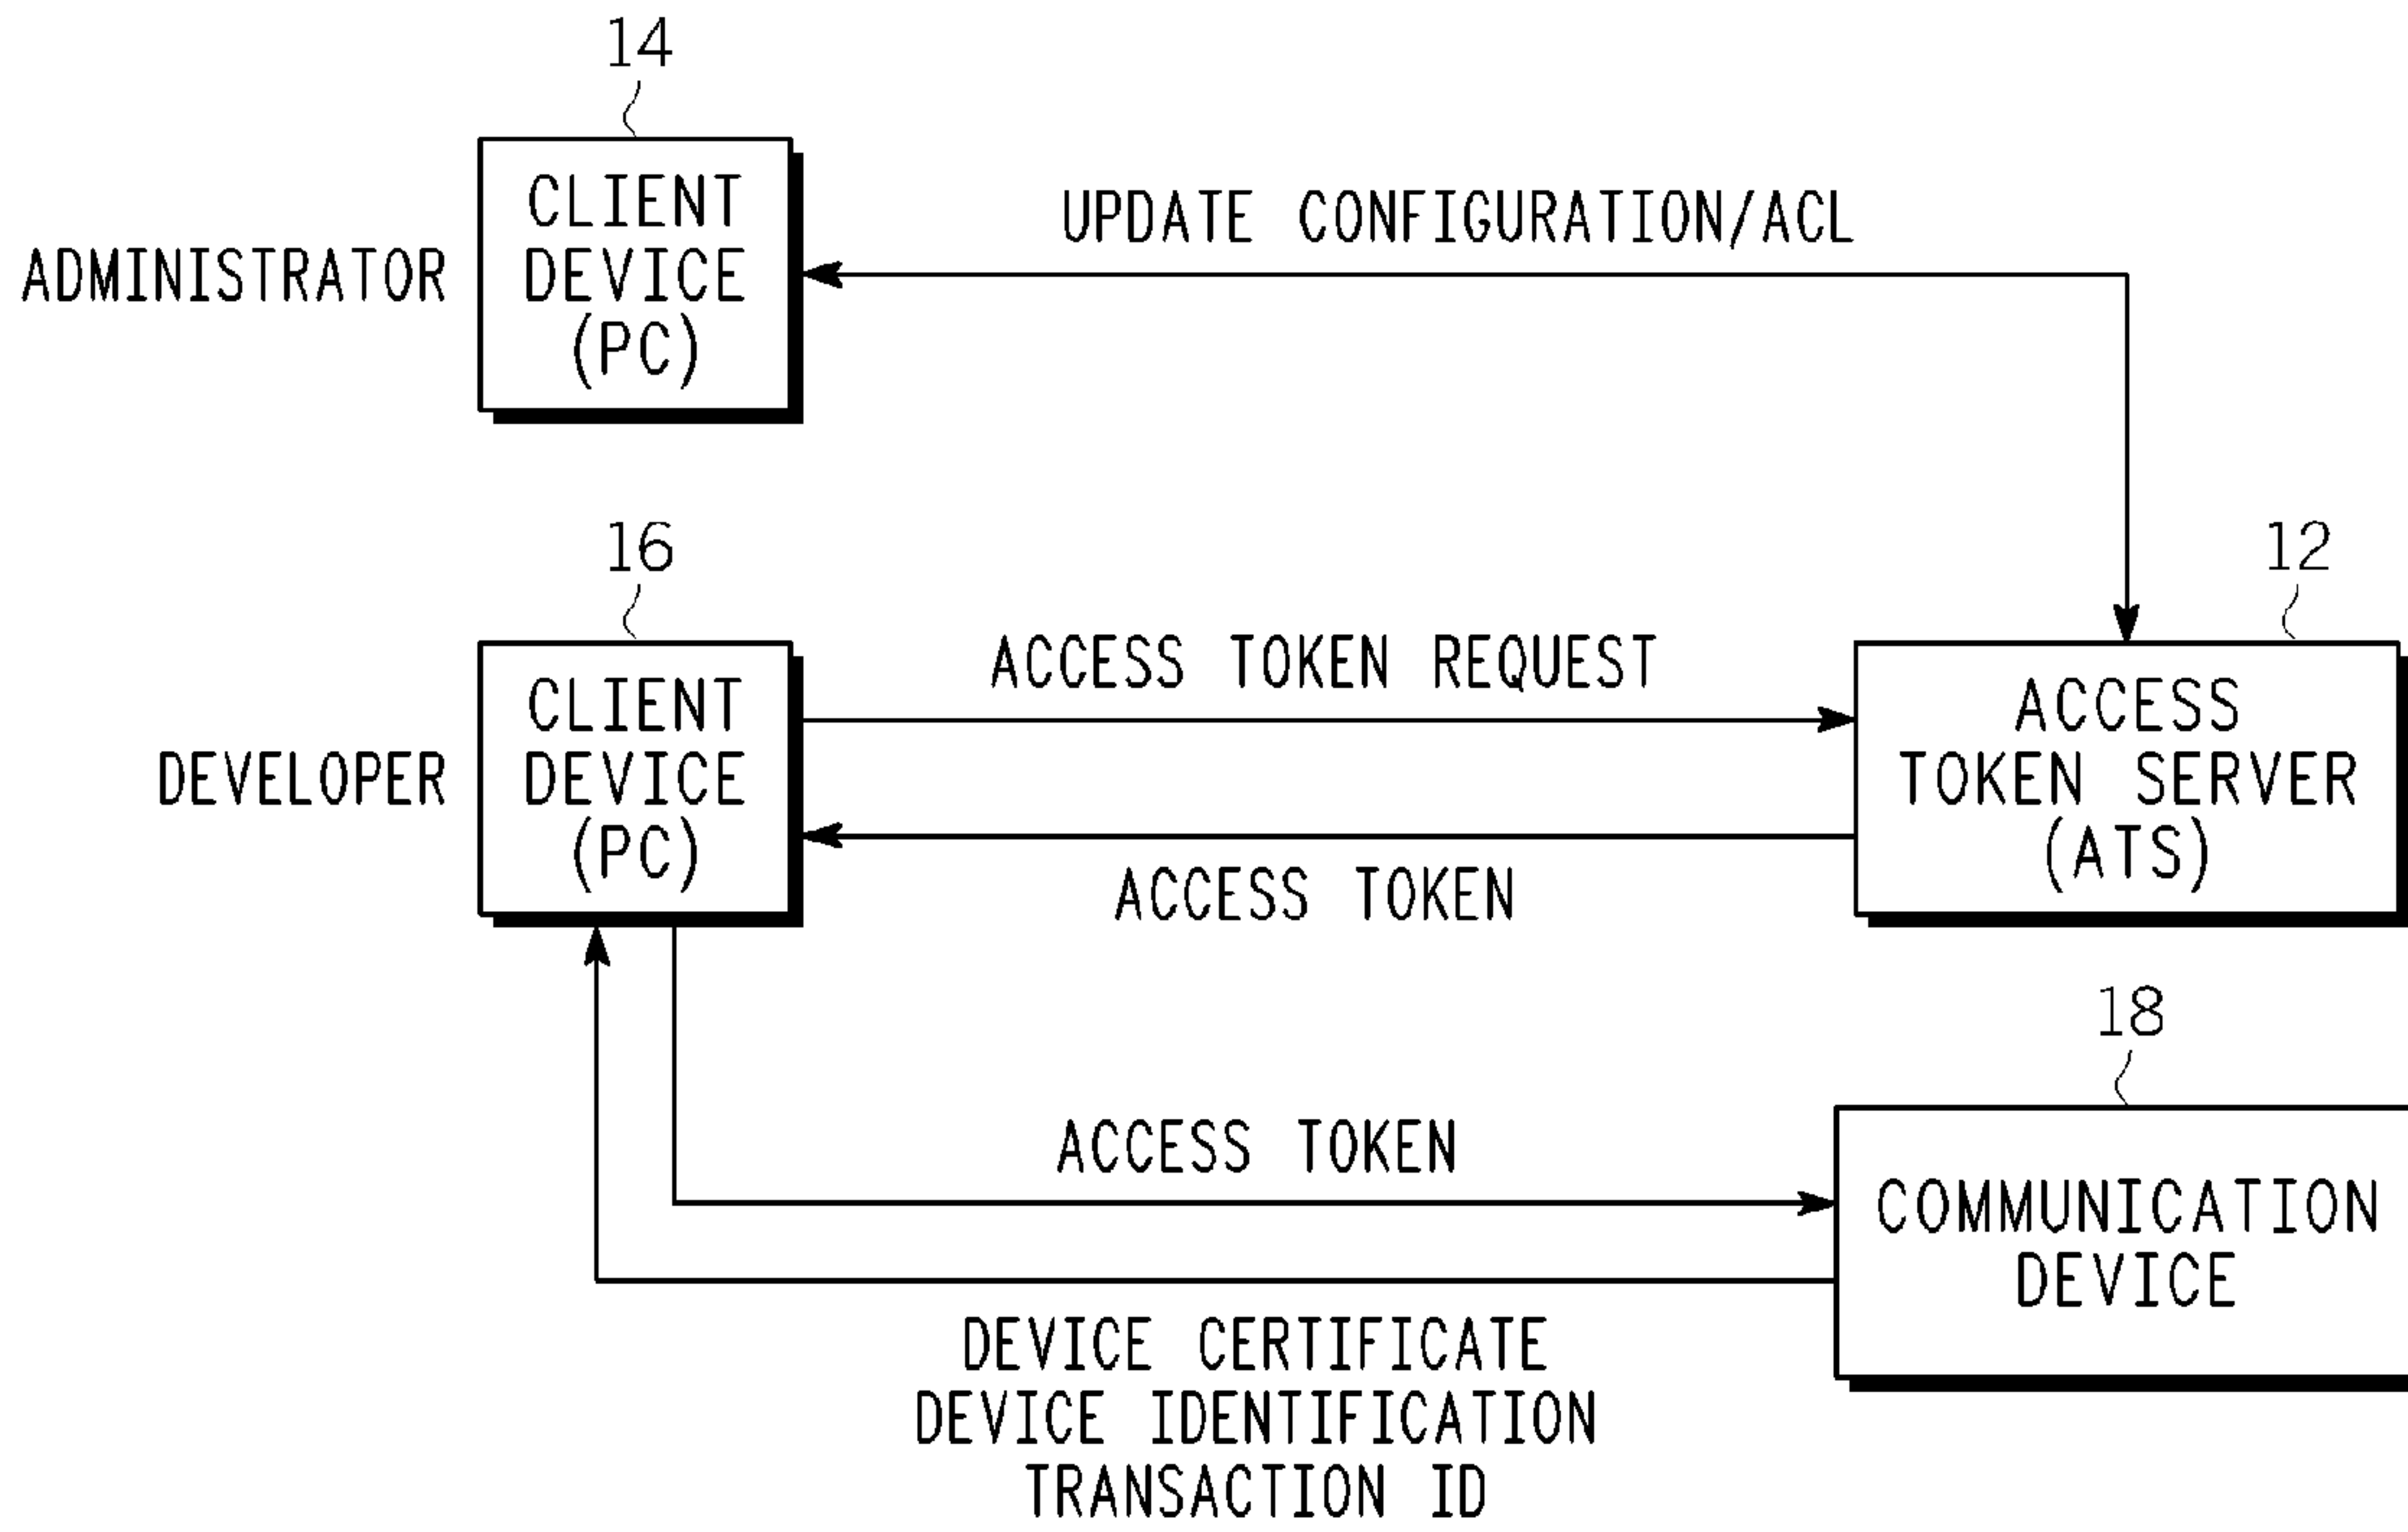 14
CLIENT
DEVICE
(PC)
ADMINISTRATOR
UPDATE CONFIGURATION/ACL
16
CLIENT
DEVICE
(PC)
DEVELOPER
ACCESS TOKEN REQUEST
12
ACCESS
TOKEN SERVER
(ATS)
ACCESS TOKEN
18
ACCESS TOKEN
COMMUNICATION
DEVICE
DEVICE CERTIFICATE
DEVICE IDENTIFICATION
TRANSACTION ID